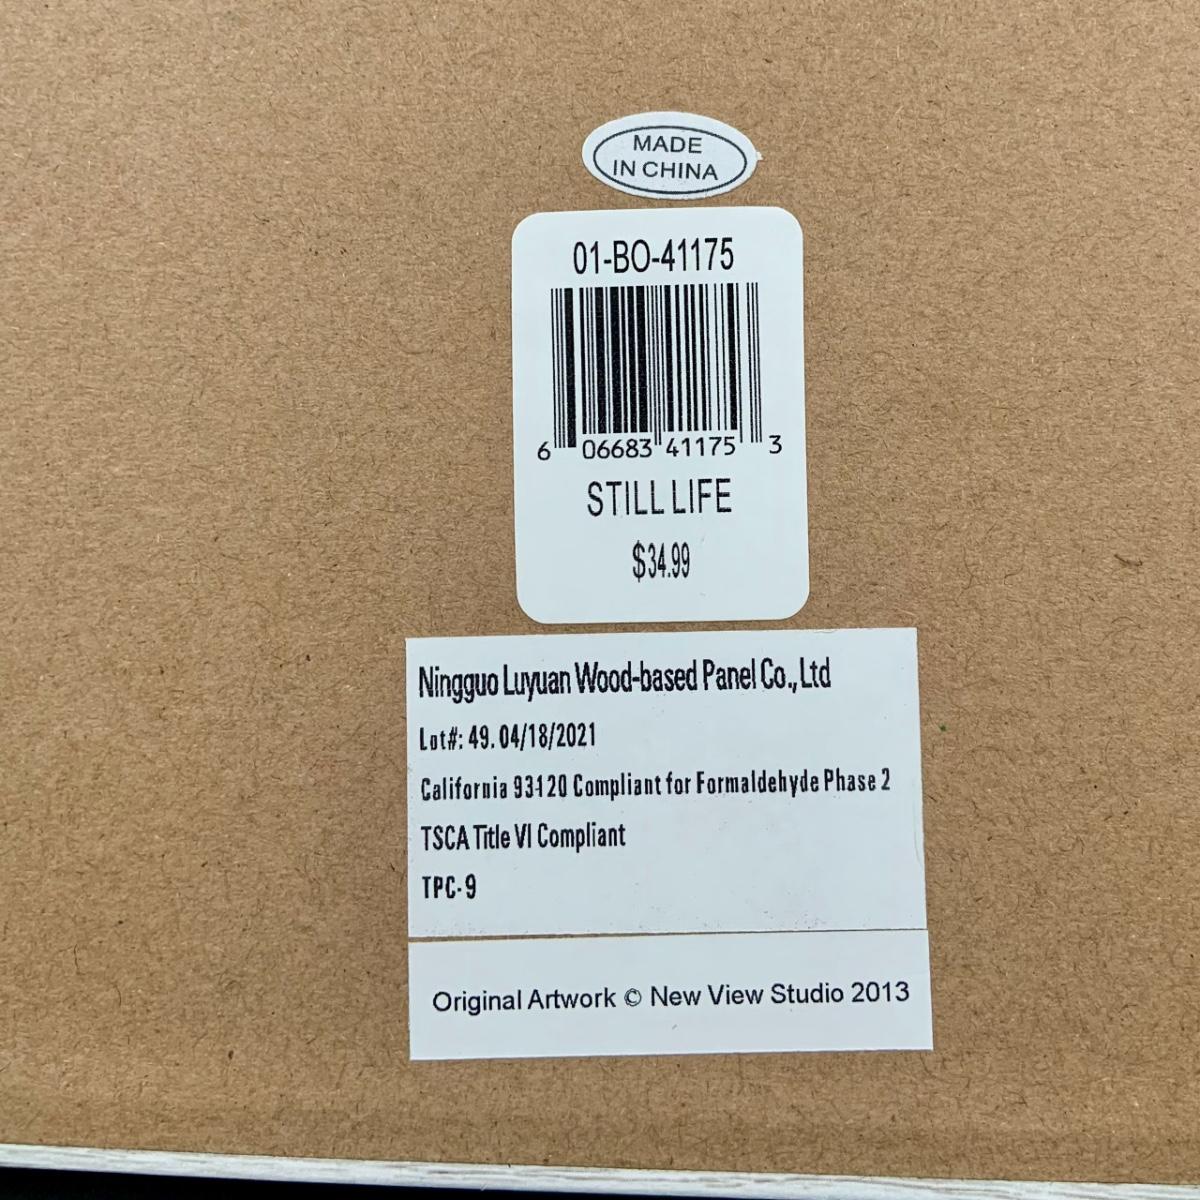 MADE
IN CHINA
01-BO-41175
6 06683 41175 3
STILL LIFE
$34.99
Ningguo Luyuan Wood-based Panel Co., Ltd
Lot#: 49. 04/18/2021
California 93120 Compliant for Formaldehyde Phase 2
TSCA Title VI Compliant
TPC-9
Original Artwork © New View Studio 2013